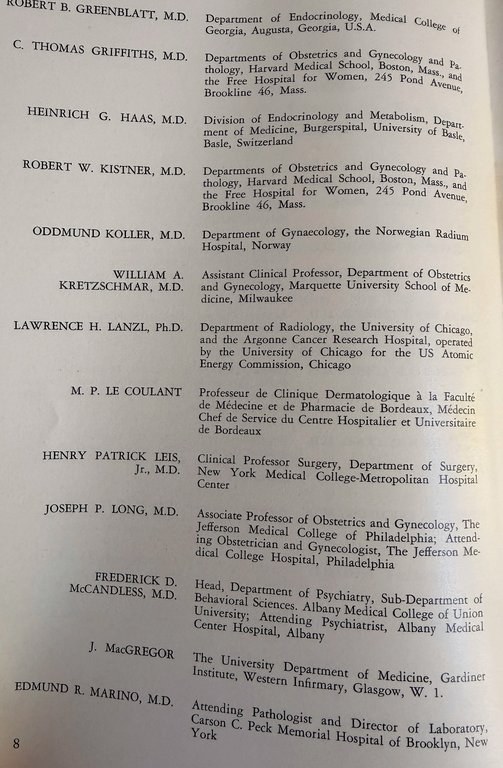 ROBERT B. GREENBLATT, M.D. Department of Endocrinology, Medical College of
Georgia, Augusta, Georgia, U.S.A.
C. THOMAS GRIFFITHS, M.D. Departments of Obstetrics and Gynecology and Pa-
thology, Harvard Medical School, Boston, Mass., and
the Free Hospital for Women, 245 Pond Avenue,
Brookline 46, Mass.
HEINRICH G. HAAS, M.D. Division of Endocrinology and Metabolism, Depart-
ment of Medicine, Burgerspital, University of Basle,
Basle, Switzerland
ROBERT W. KISTNER, M.D. Departments of Obstetrics and Gynecology and Pa-
thology, Harvard Medical School, Boston, Mass., and
the Free Hospital for Women, 245 Pond Avenue,
Brookline 46, Mass.
ODDMUND KOLLER, M.D. Department of Gynaecology, the Norwegian Radium
Hospital, Norway
WILLIAM A. Assistant Clinical Professor, Department of Obstetrics
KRETZSCHMAR, M.D. and Gynecology, Marquette University School of Me-
dicine, Milwaukee
LAWRENCE H. LANZL, Ph.D. Department of Radiology, the University of Chicago,
and the Argonne Cancer Research Hospital, operated
by the University of Chicago for the US Atomic
Energy Commission, Chicago
M. P. LE COULANT Professeur de Clinique Dermatologique à la Faculté
de Médecine et de Pharmacie de Bordeaux, Médecin
Chef de Service du Centre Hospitalier et Universitaire
de Bordeaux
HENRY PATRICK LEIS, Clinical Professor Surgery, Department of Surgery,
Jr., M.D. New York Medical College-Metropolitan Hospital
Center
JOSEPH P. LONG, M.D. Associate Professor of Obstetrics and Gynecology, The
Jefferson Medical College of Philadelphia; Attend-
ing Obstetrician and Gynecologist, The Jefferson Me-
dical College Hospital, Philadelphia
FREDERICK D. Head, Department of Psychiatry, Sub-Department of
McCANDLESS, M.D. Behavioral Sciences. Albany Medical College of Union
University; Attending Psychiatrist, Albany Medical
Center Hospital, Albany
J. MacGREGOR The University Department of Medicine, Gardiner
Institute, Western Infirmary, Glasgow, W. 1.
EDMUND R. MARINO, M.D. Attending Pathologist and Director of Laboratory,
Carson C. Peck Memorial Hospital of Brooklyn, New
York
8